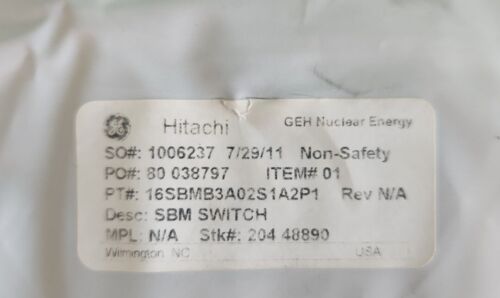 GE Hitachi GEH Nuclear Energy
SO#: 1006237 7/29/11 Non-Safety
PO#: 80 038797 ITEM# 01
PT#: 16SBMB3A02S1A2P1 Rev N/A
Desc: SBM SWITCH
MPL: N/A Stk#: 204 48890
Wilmington, NC USA